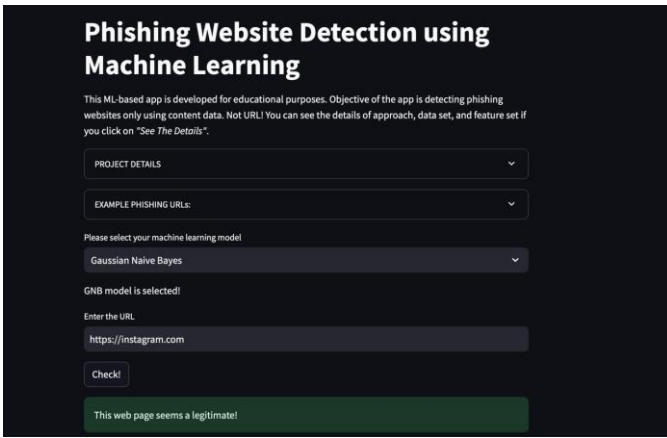 Phishing Website Detection using
Machine Learning
This ML-based app is developed for educational purposes. Objective of the app is detecting phishing
websites only using content data. Not URL! You can see the details of approach, data set, and feature set if
you click on "See The Details".
PROJECT DETAILS
EXAMPLE PHISHING URLs:
Please select your machine learning model
Gaussian Naive Bayes
GNB model is selected!
Enter the URL
https://instagram.com
Check!
This web page seems a legitimate!